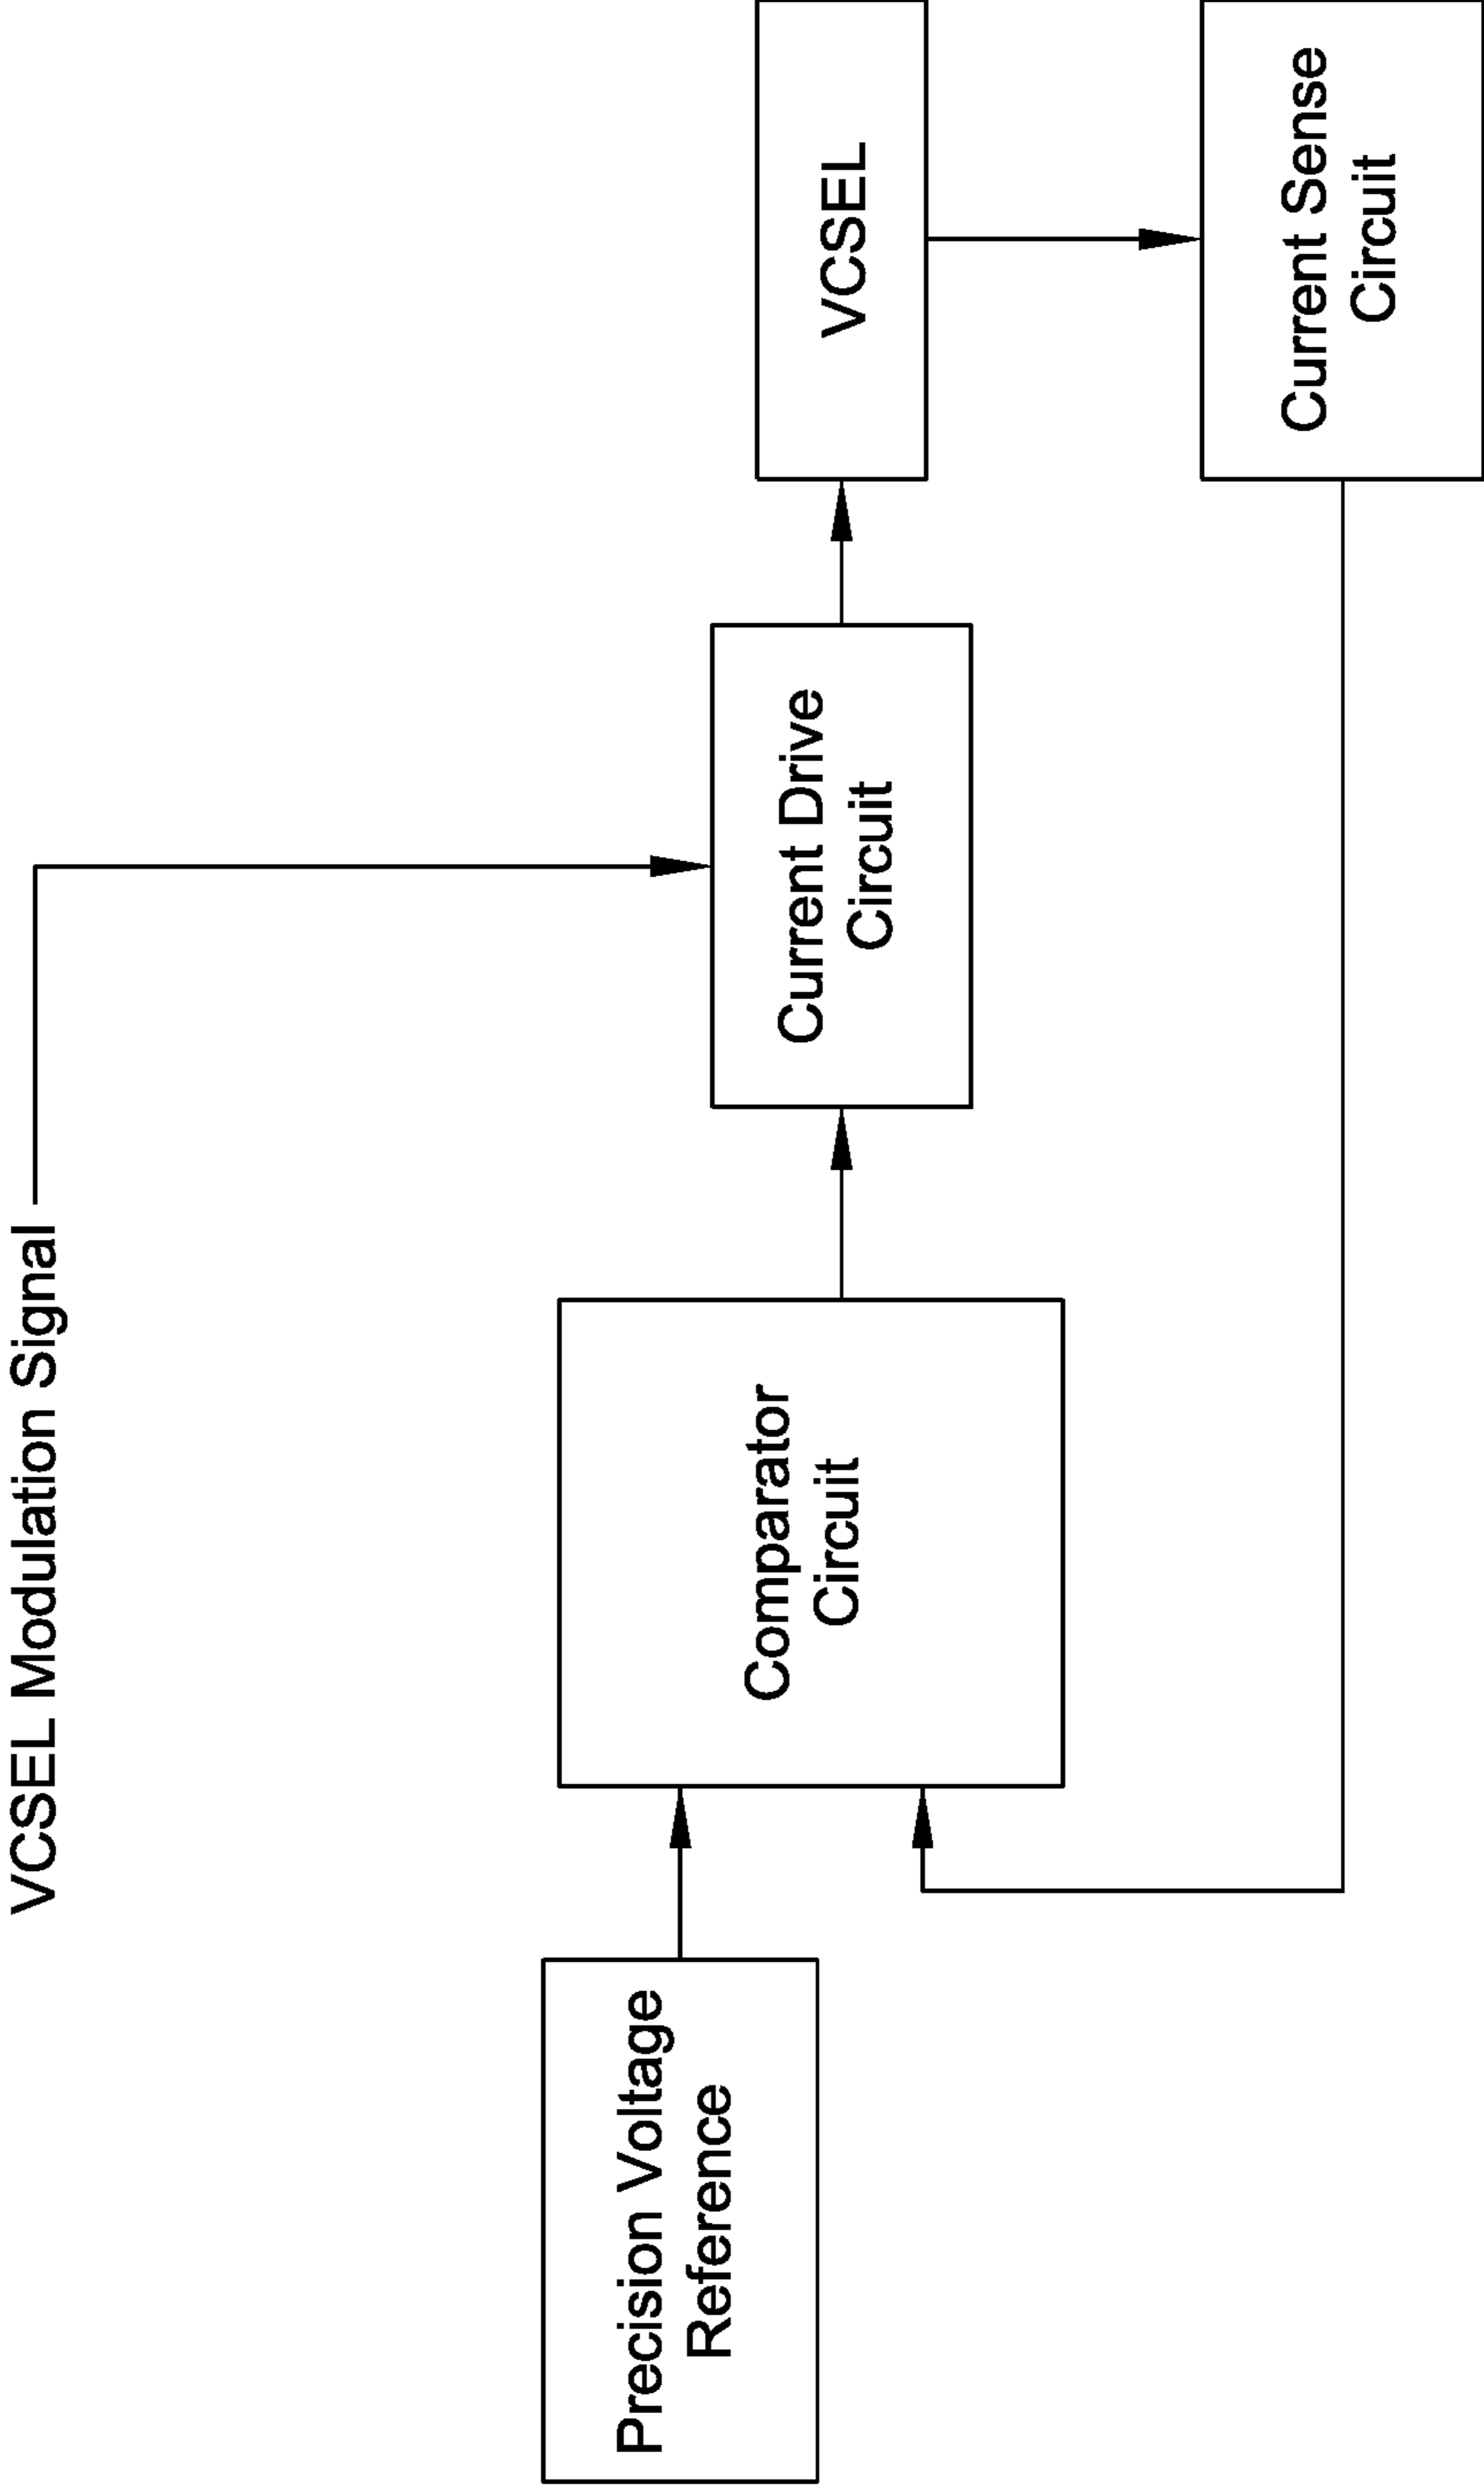 VCSEL Modulation Signal
Precision Voltage
Reference
Comparator
Circuit
Current Drive
Circuit
VCSEL
Current Sense
Circuit